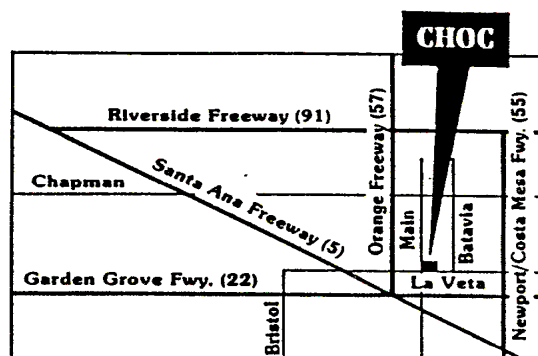 CHOC
Riverside Freeway (91)
Orange Freeway (57)
Newport/Costa Mesa Fwy. (55)
Chapman
Santa Ana Freeway (5)
Main
Batavia
Garden Grove Fwy. (22)
La Veta
Bristol